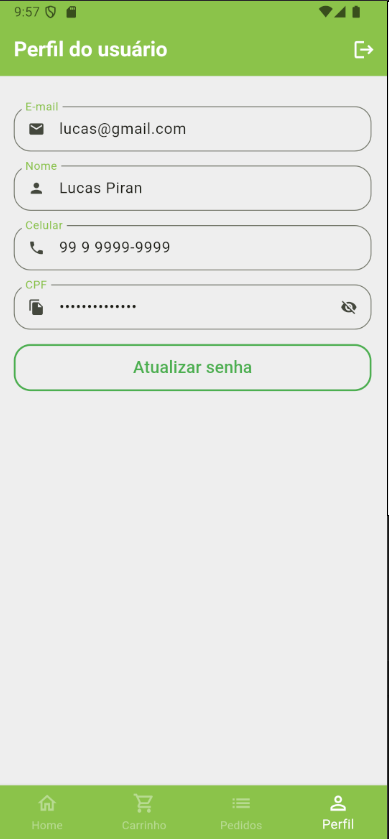 9:57
Perfil do usuário
E-mail
lucas@gmail.com
Nome
Lucas Piran
Celular
99 9 9999-9999
CPF
••••••••••••••
Atualizar senha
Home Carrinho Pedidos Perfil